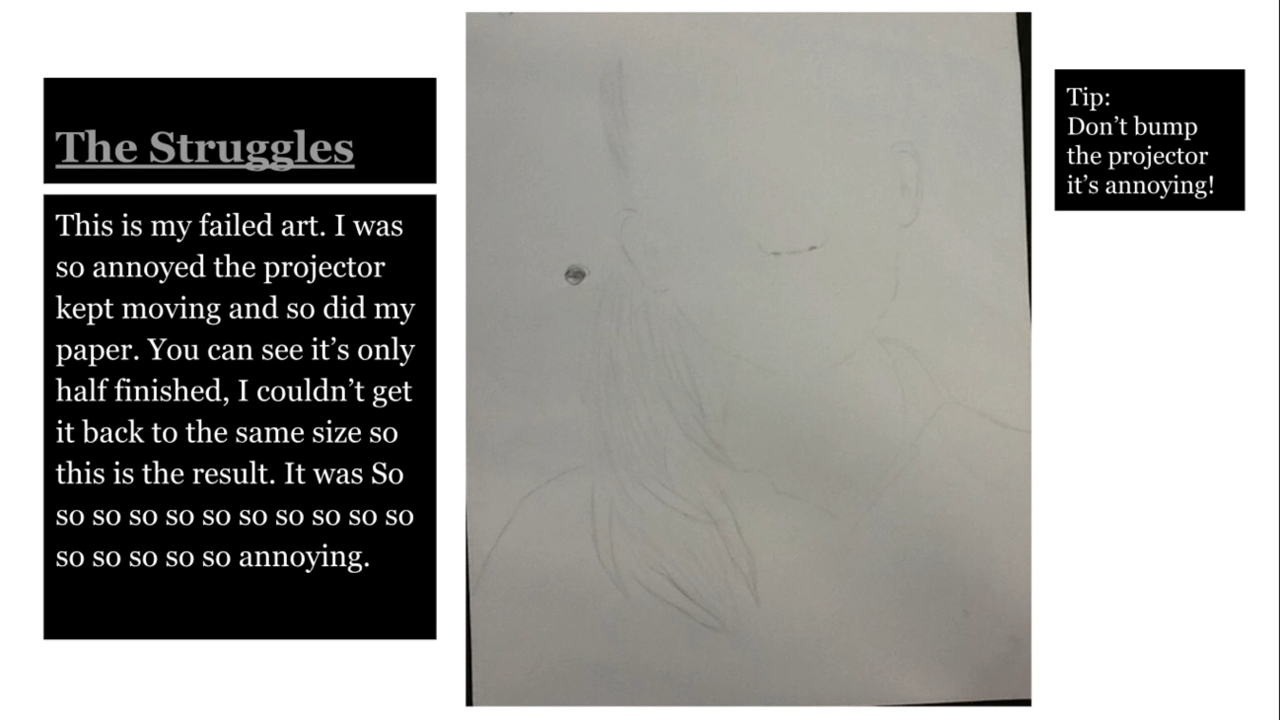 The Struggles
This is my failed art. I was
so annoyed the projector
kept moving and so did my
paper. You can see it’s only
half finished, I couldn’t get
it back to the same size so
this is the result. It was So
so so so so so so so so so so
so so so so so annoying.
Tip:
Don’t bump
the projector
it’s annoying!